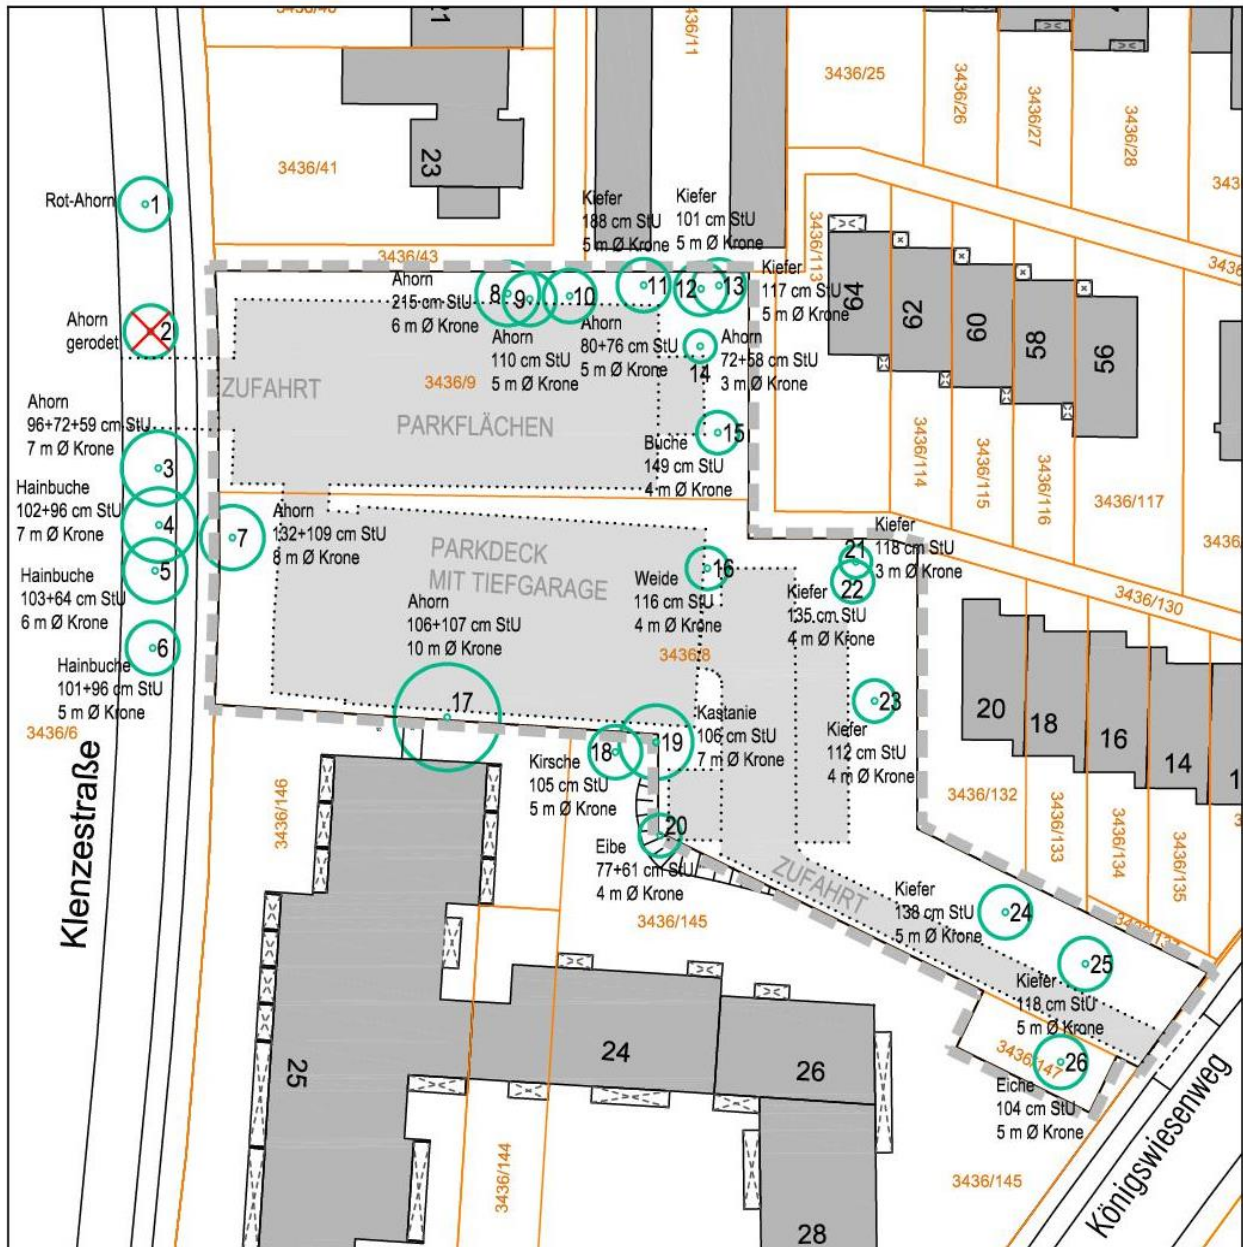 3436/40
21
3436/11
3436/25
3436/26
3436/27
3436/28
3436/41
23
Rot-Ahorn
1
Kiefer
188 cm StU
5 m Ø Krone
Kiefer
101 cm StU
5 m Ø Krone
3436/43
3436/113
Ahorn
215 cm StU
6 m Ø Krone
8
9
10
11
12
13
Kiefer
117 cm StU
5 m Ø Krone
64
62
60
58
56
Ahorn
gerodet
2
Ahorn
110 cm StU
5 m Ø Krone
Ahorn
80+76 cm StU
5 m Ø Krone
Ahorn
72+58 cm StU
3 m Ø Krone
14
ZUFAHRT
3436/9
PARKFLÄCHEN
Ahorn
96+72+59 cm StU
7 m Ø Krone
3
Buche
149 cm StU
4 m Ø Krone
15
3436/114
3436/115
3436/116
3436/117
Hainbuche
102+96 cm StU
7 m Ø Krone
4
Ahorn
132+109 cm StU
8 m Ø Krone
7
PARKDECK
MIT TIEFGARAGE
Kiefer
118 cm StU
3 m Ø Krone
21
Hainbuche
103+64 cm StU
6 m Ø Krone
5
Weide
116 cm StU
4 m Ø Krone
16
Kiefer
135 cm StU
4 m Ø Krone
22
3436/130
Ahorn
106+107 cm StU
10 m Ø Krone
17
3436/8
Hainbuche
101+96 cm StU
5 m Ø Krone
6
3436/6
Kastanie
106 cm StU
7 m Ø Krone
19
Kiefer
112 cm StU
4 m Ø Krone
23
20
18
16
14
Kirsche
105 cm StU
5 m Ø Krone
18
3436/146
3436/132
3436/133
3436/134
3436/135
Eibe
77+61 cm StU
4 m Ø Krone
20
ZUFAHRT
Klenzestraße
3436/145
Kiefer
138 cm StU
5 m Ø Krone
24
Kiefer
118 cm StU
5 m Ø Krone
25
25
24
26
3436/147
26
Eiche
104 cm StU
5 m Ø Krone
Königswiesenweg
3436/144
3436/145
28